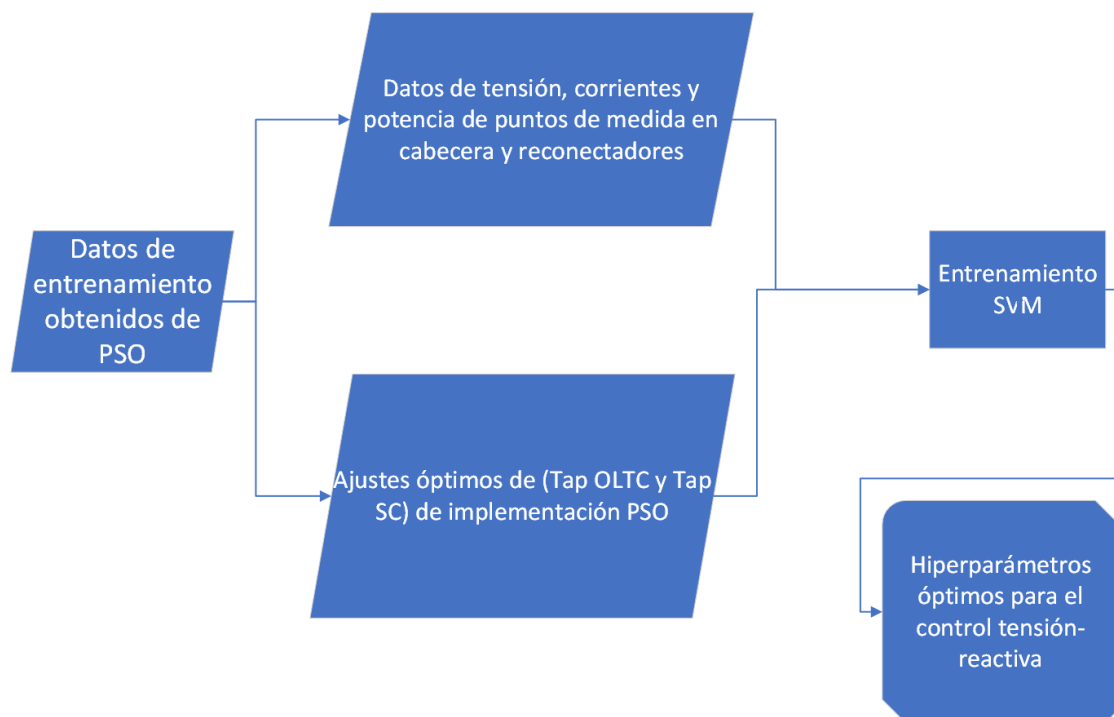 Datos de tensión, corrientes y
potencia de puntos de medida en
cabecera y reconectadores
Datos de
entrenamiento
obtenidos de
PSO
Entrenamiento
SVM
Ajustes óptimos de (Tap OLTC y Tap
SC) de implementación PSO
Hiperparámetros
óptimos para el
control tensión-
reactiva